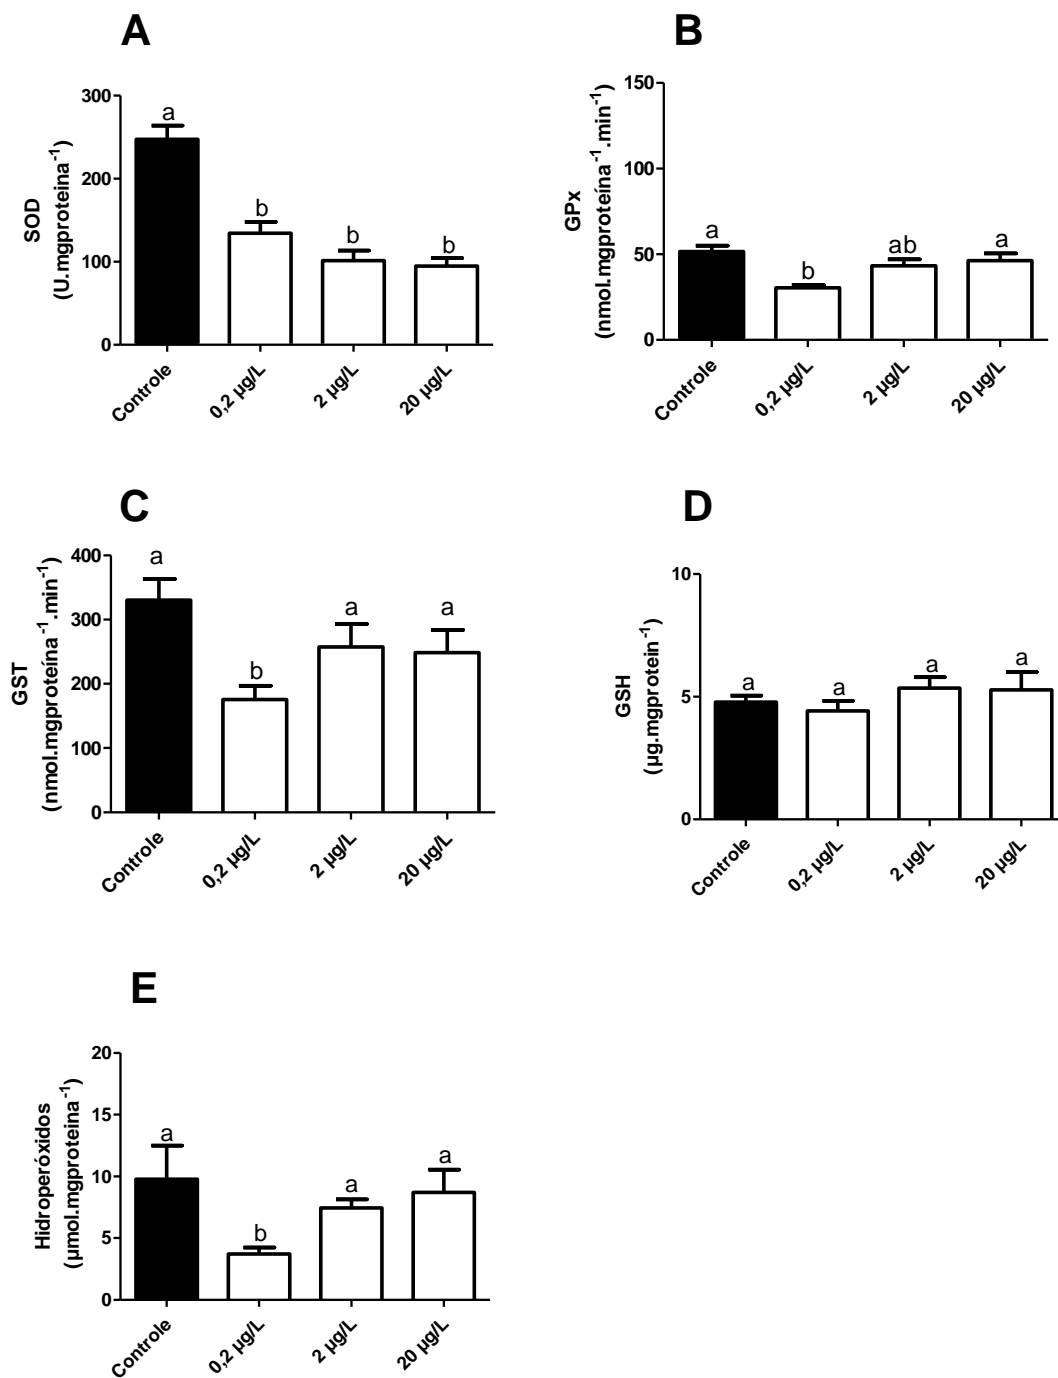 A
SOD
(U.mgproteina⁻¹)
300
200
100
0
a
b
b
b
Controle
0,2 µg/L
2 µg/L
20 µg/L
B
GPx
(nmol.mgproteína⁻¹.min⁻¹)
150
100
50
0
a
b
ab
a
Controle
0,2 µg/L
2 µg/L
20 µg/L
C
GST
(nmol.mgproteína⁻¹.min⁻¹)
400
300
200
100
0
a
b
a
a
Controle
0,2 µg/L
2 µg/L
20 µg/L
D
GSH
(µg.mgprotein⁻¹)
10
5
0
a
a
a
a
Controle
0,2 µg/L
2 µg/L
20 µg/L
E
Hidroperóxidos
(µmol.mgproteina⁻¹)
20
15
10
5
0
a
b
a
a
Controle
0,2 µg/L
2 µg/L
20 µg/L